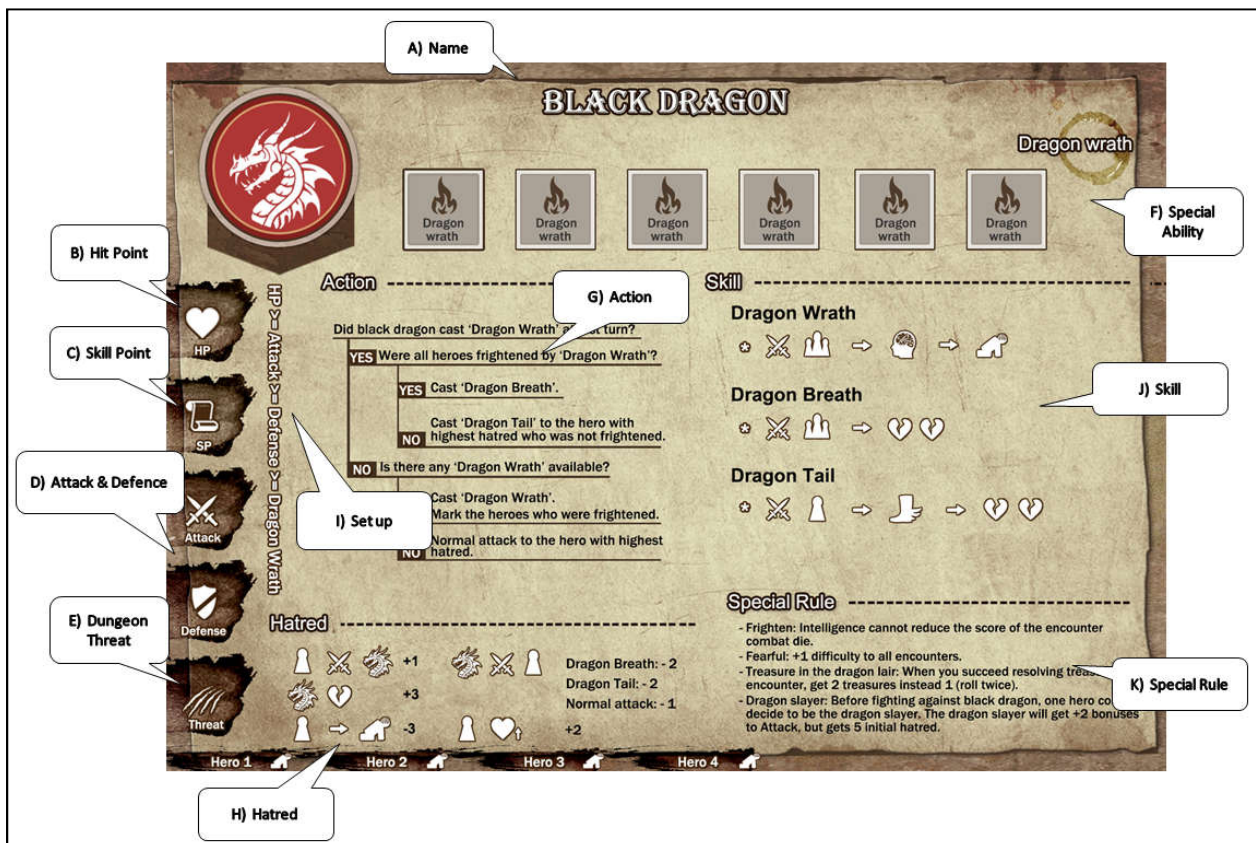 A) Name
BLACK DRAGON
Dragon wrath
Dragon
wrath
Dragon
wrath
Dragon
wrath
Dragon
wrath
Dragon
wrath
Dragon
wrath
F) Special
Ability
B) Hit Point
HP
C) Skill Point
SP
D) Attack & Defence
Attack
Defense
E) Dungeon
Threat
Threat
HP >= Attack >= Defense >= Dragon Wrath
I) Set up
Action
G) Action
Did black dragon cast 'Dragon Wrath' turn?
YES Were all heroes frightened by 'Dragon Wrath'?
YES Cast 'Dragon Breath'.
Cast 'Dragon Tail' to the hero with
NO highest hatred who was not frightened.
NO Is there any 'Dragon Wrath' available?
Cast 'Dragon Wrath'.
Mark the heroes who were frightened.
Normal attack to the hero with highest
NO hatred.
Skill
Dragon Wrath
Dragon Breath
Dragon Tail
J) Skill
Hatred
+1
+3
-3
+2
Dragon Breath: - 2
Dragon Tail: - 2
Normal attack: - 1
H) Hatred
Special Rule
- Frighten: Intelligence cannot reduce the score of the encounter
combat die.
- Fearful: +1 difficulty to all encounters.
- Treasure in the dragon lair: When you succeed resolving
encounter, get 2 treasures instead 1 (roll twice).
- Dragon slayer: Before fighting against black dragon, one hero
decide to be the dragon slayer. The dragon slayer will get +2 bonuses
to Attack, but gets 5 initial hatred.
K) Special Rule
Hero 1
Hero 2
Hero 3
Hero 4